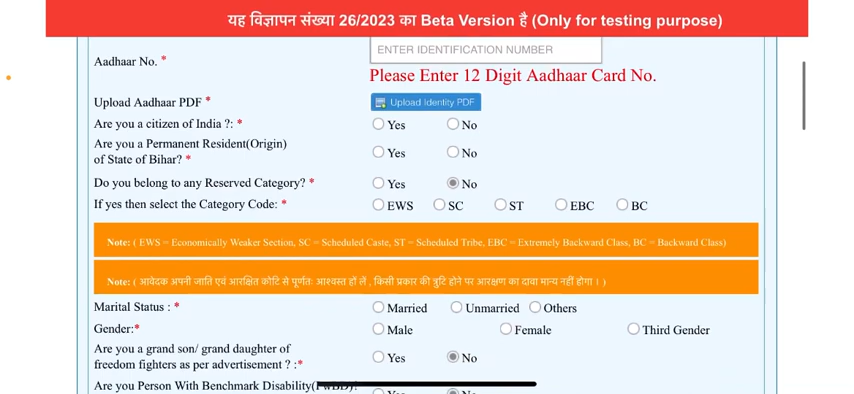 यह विज्ञापन संख्या 26/2023 का Beta Version है (Only for testing purpose)
Aadhaar No. * ENTER IDENTIFICATION NUMBER
Please Enter 12 Digit Aadhaar Card No.
Upload Aadhaar PDF * Upload Identity PDF
Are you a citizen of India ?: * Yes No
Are you a Permanent Resident(Origin)
of State of Bihar? * Yes No
Do you belong to any Reserved Category? * Yes No
If yes then select the Category Code: * EWS SC ST EBC BC
Note: ( EWS = Economically Weaker Section, SC = Scheduled Caste, ST = Scheduled Tribe, EBC = Extremely Backward Class, BC = Backward Class)
Note: ( आवेदक अपनी जाति एवं आरक्षित कोटि से पूर्णतः आश्वस्त हो लें , किसी प्रकार की त्रुटि होने पर आरक्षण का दावा मान्य नहीं होगा । )
Marital Status : * Married Unmarried Others
Gender:* Male Female Third Gender
Are you a grand son/ grand daughter of
freedom fighters as per advertisement ? :* Yes No
Are you Person With Benchmark Disability(PwBD)? Yes No